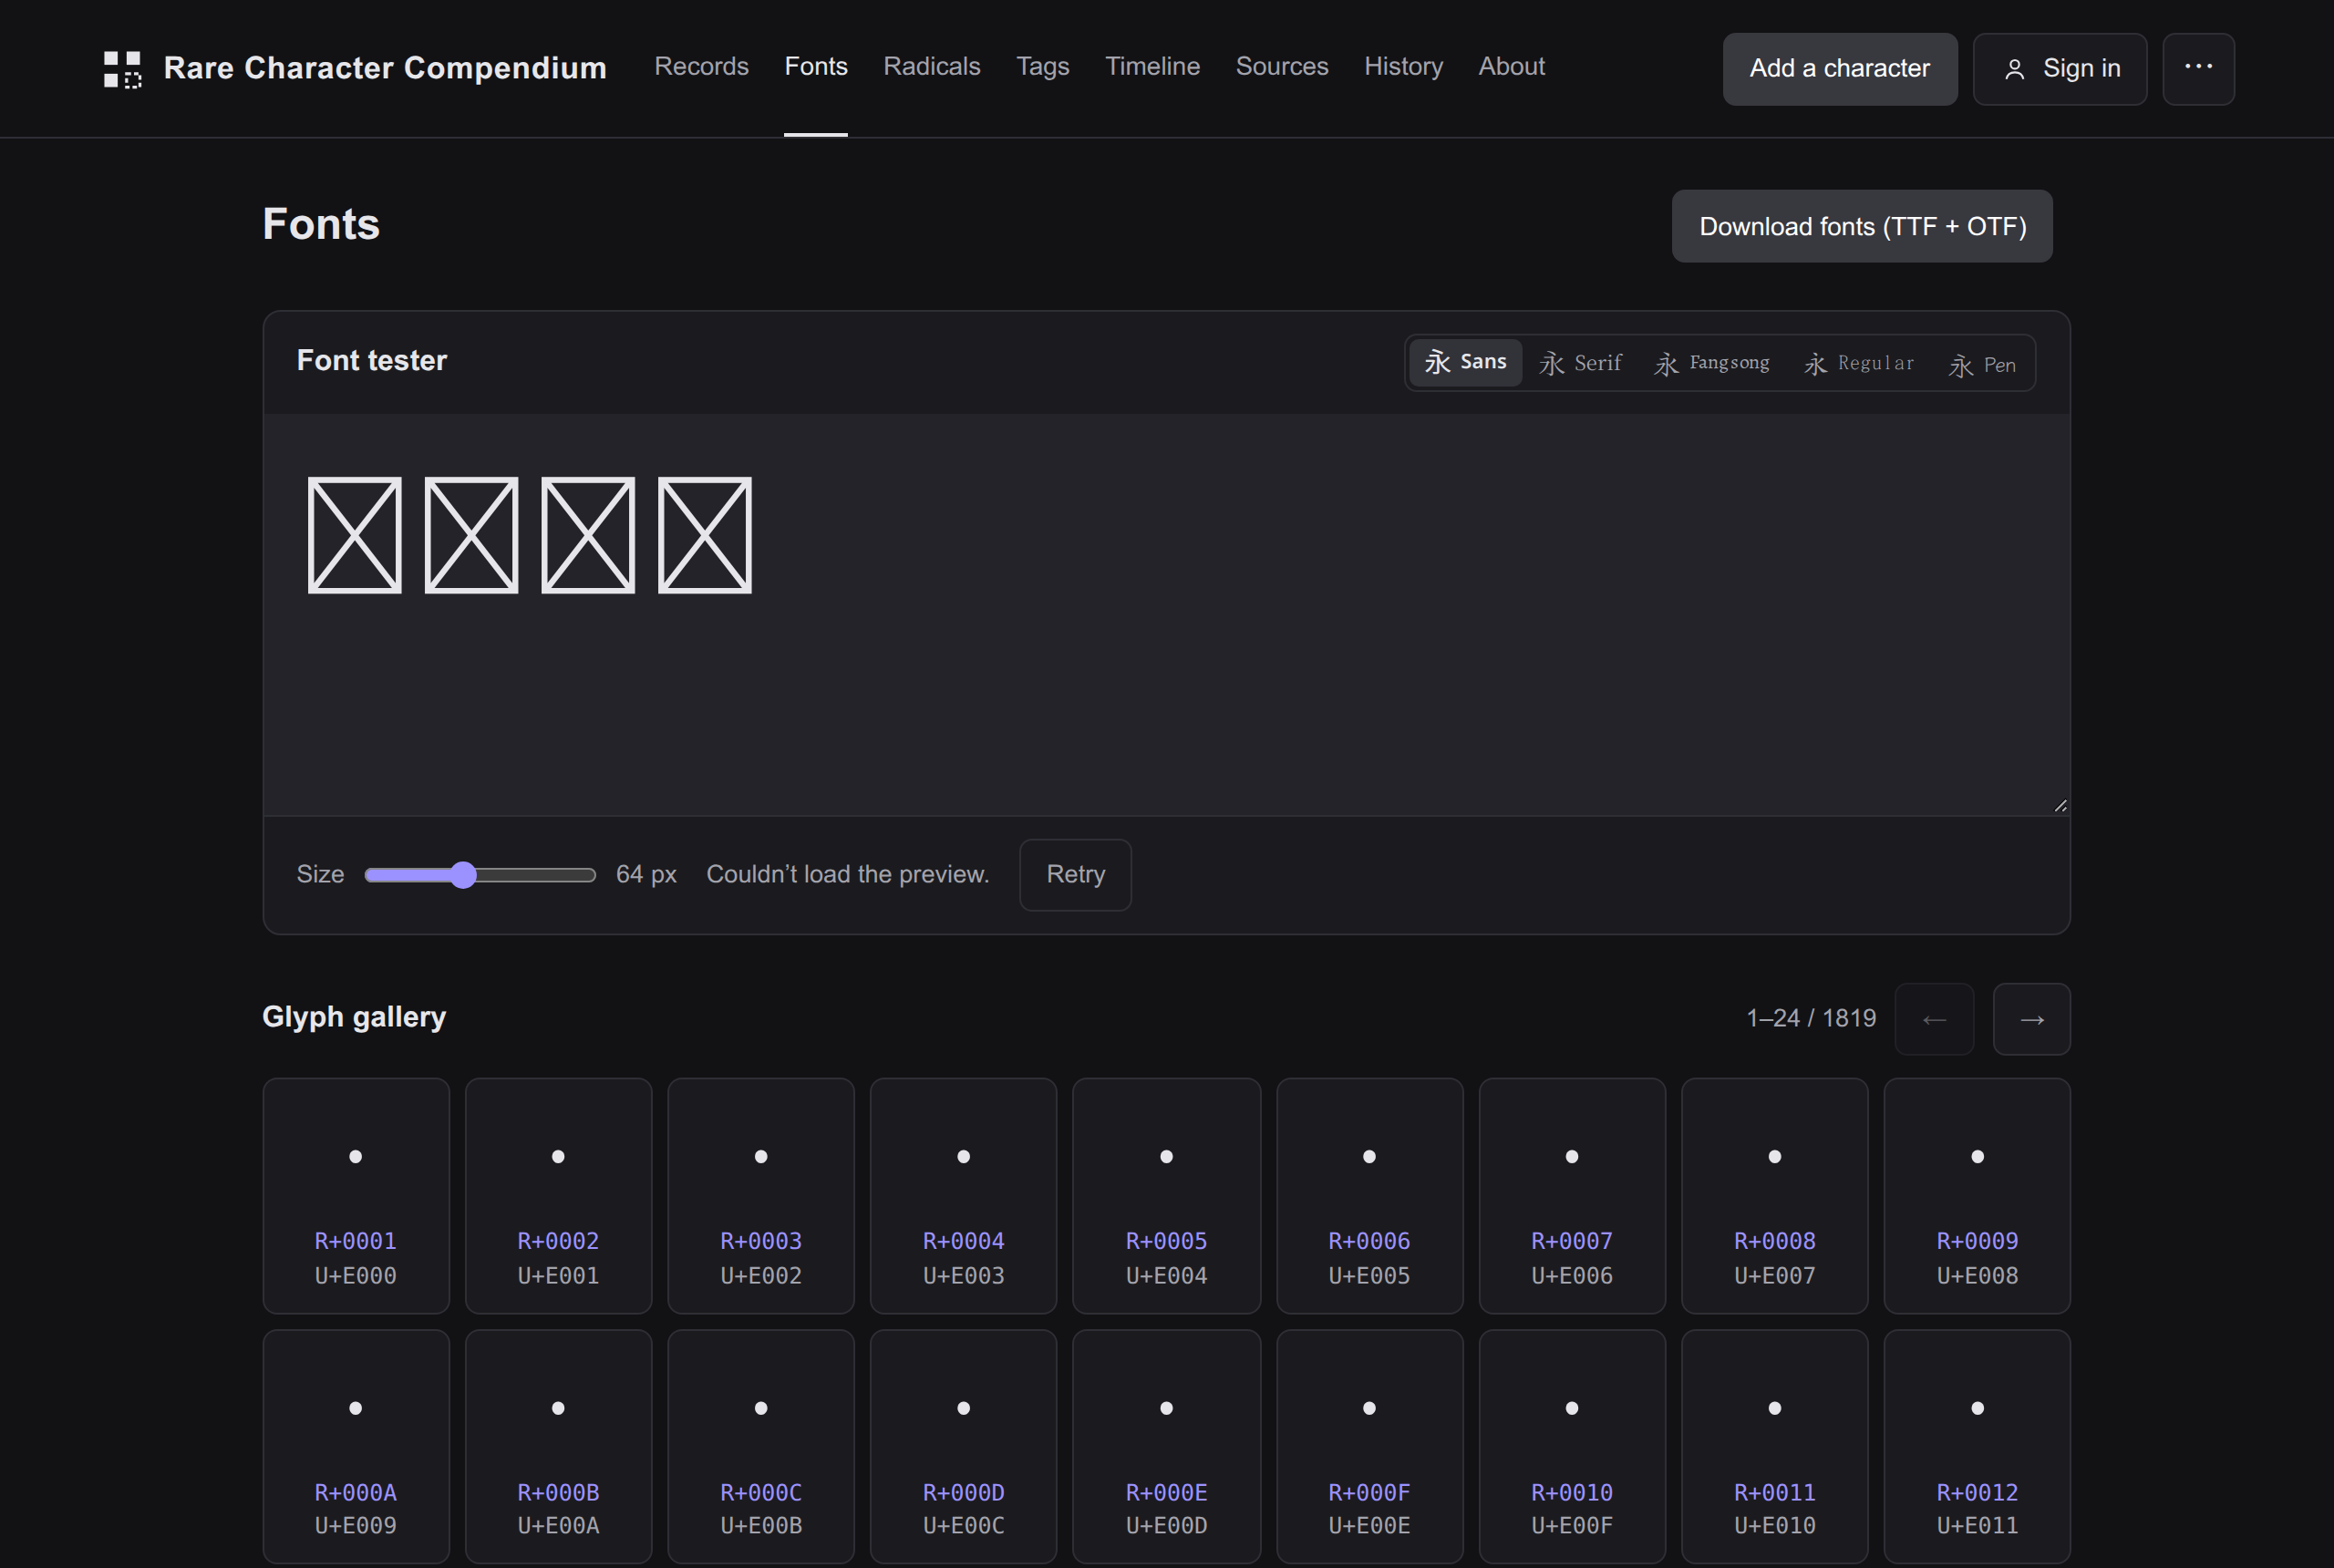 Rare Character Compendium Records Fonts Radicals Tags Timeline Sources History About Add a character Sign in ···
Fonts Download fonts (TTF + OTF)
Font tester 永 Sans 永 Serif 永 Fangsong 永 Regular 永 Pen
Size 64 px Couldn’t load the preview. Retry
Glyph gallery 1–24 / 1819 ← →
R+0001 R+0002 R+0003 R+0004 R+0005 R+0006 R+0007 R+0008 R+0009
U+E000 U+E001 U+E002 U+E003 U+E004 U+E005 U+E006 U+E007 U+E008
R+000A R+000B R+000C R+000D R+000E R+000F R+0010 R+0011 R+0012
U+E009 U+E00A U+E00B U+E00C U+E00D U+E00E U+E00F U+E010 U+E011